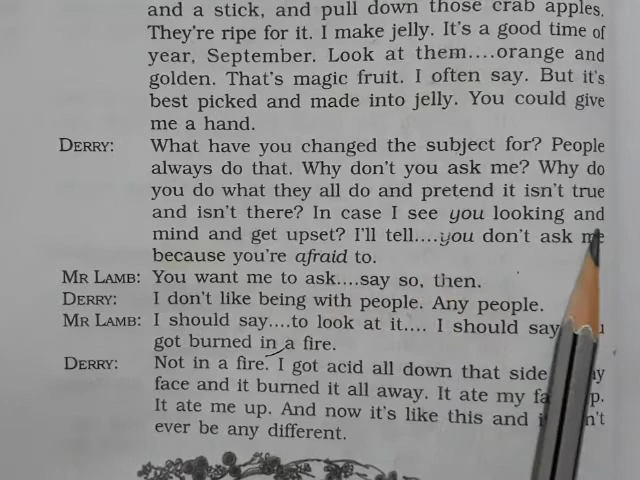 and a stick, and pull down those crab apples.
They're ripe for it. I make jelly. It's a good time of
year, September. Look at them....orange and
golden. That's magic fruit. I often say. But it's
best picked and made into jelly. You could give
me a hand.
DERRY: What have you changed the subject for? People
always do that. Why don't you ask me? Why do
you do what they all do and pretend it isn't true
and isn't there? In case I see you looking and
mind and get upset? I'll tell....you don't ask me
because you're afraid to.
MR LAMB: You want me to ask....say so, then.
DERRY: I don't like being with people. Any people.
MR LAMB: I should say....to look at it.... I should say
got burned in a fire.
DERRY: Not in a fire. I got acid all down that side
face and it burned it all away. It ate my
It ate me up. And now it's like this and
ever be any different.